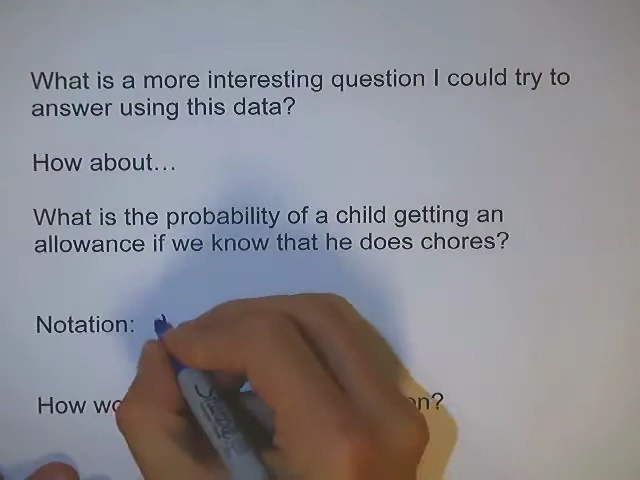 What is a more interesting question I could try to
answer using this data?
How about…
What is the probability of a child getting an
allowance if we know that he does chores?
Notation:
How
Sharpie